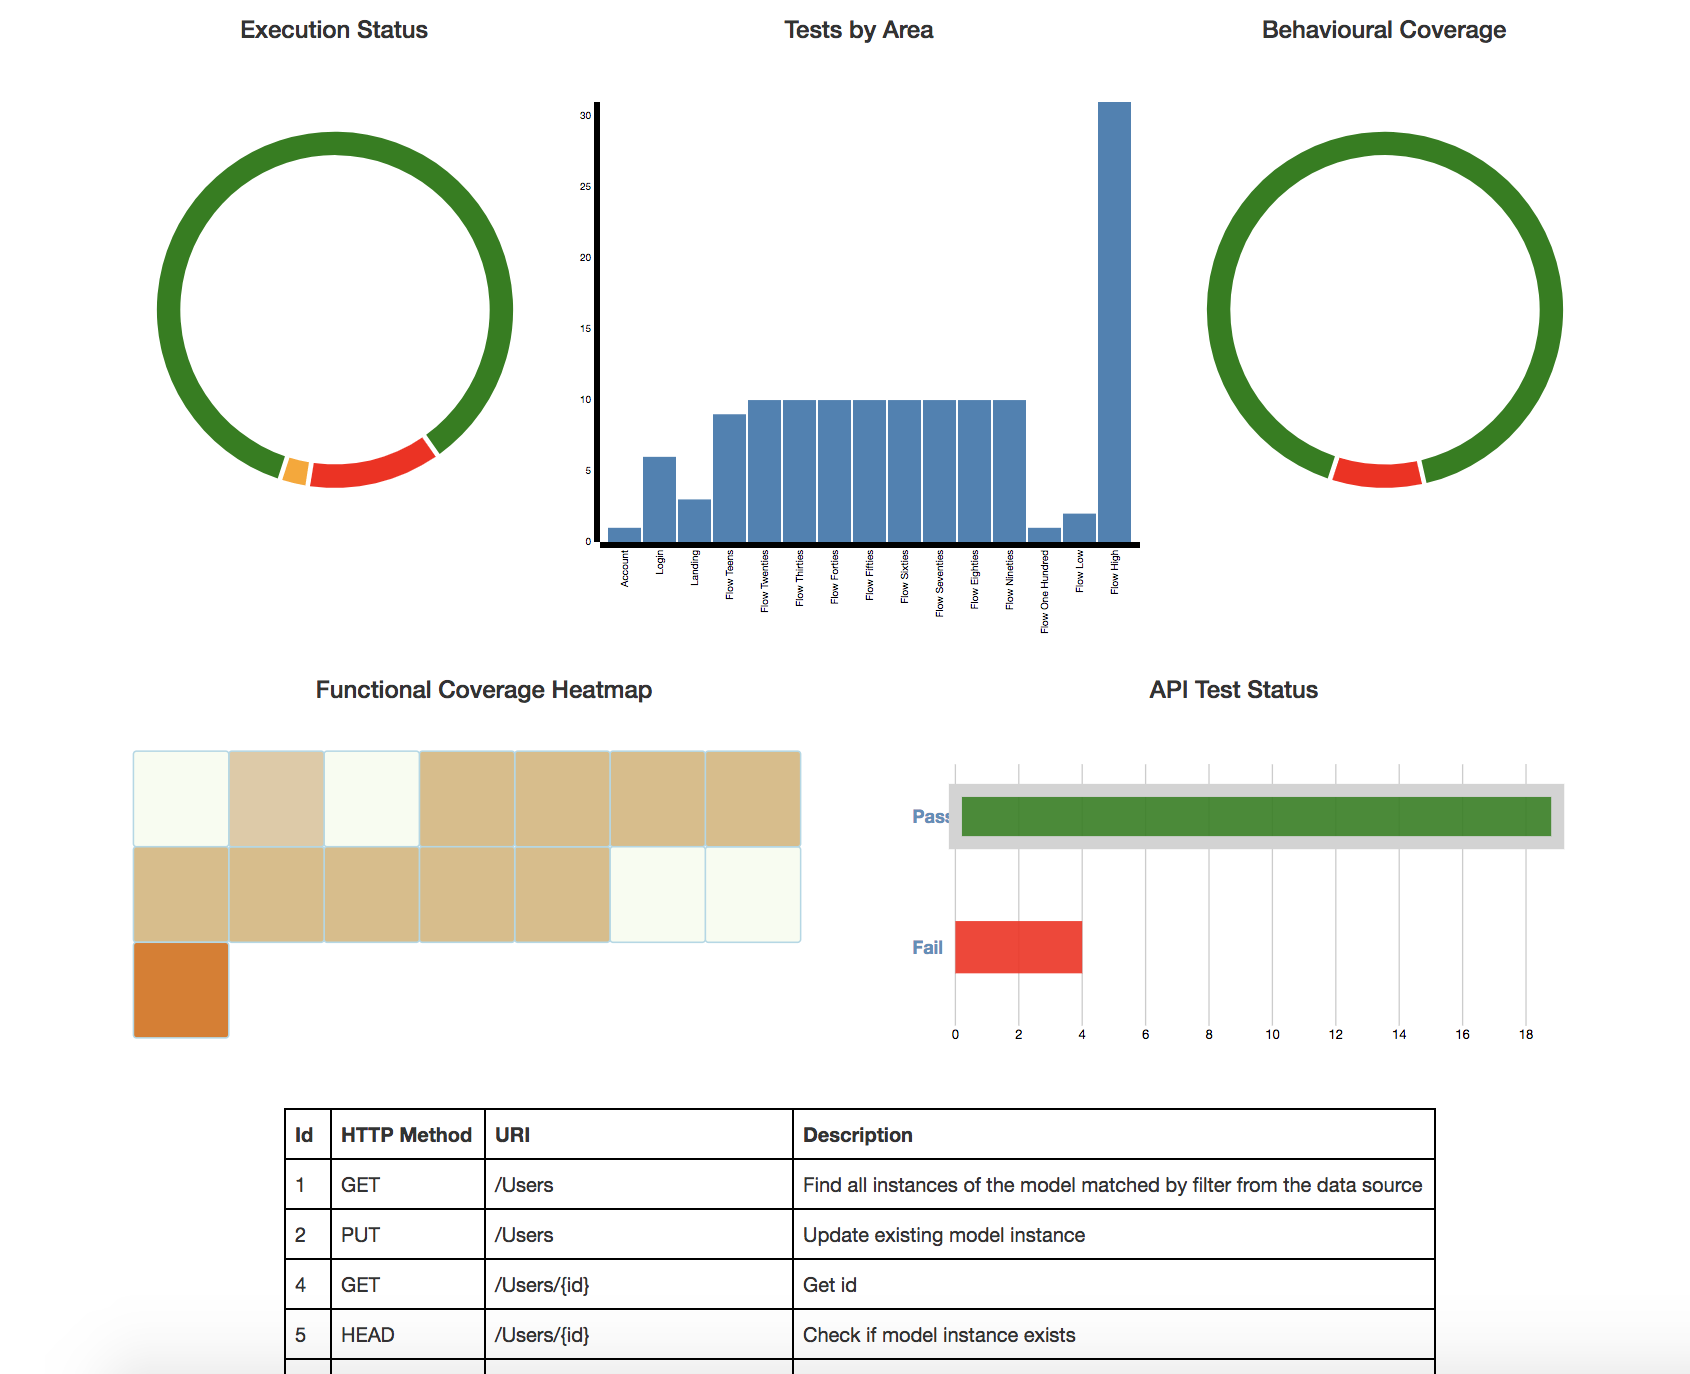 Execution Status
Tests by Area
Behavioural Coverage
30
25
20
15
10
5
0
Account
Login
Landing
Flow Teens
Flow Twenties
Flow Thirties
Flow Forties
Flow Fifties
Flow Sixties
Flow Seventies
Flow Eighties
Flow Nineties
Flow One Hundred
Flow Low
Flow High
Functional Coverage Heatmap
API Test Status
Pass
Fail
0 2 4 6 8 10 12 14 16 18
Id HTTP Method URI Description
1 GET /Users Find all instances of the model matched by filter from the data source
2 PUT /Users Update existing model instance
4 GET /Users/{id} Get id
5 HEAD /Users/{id} Check if model instance exists